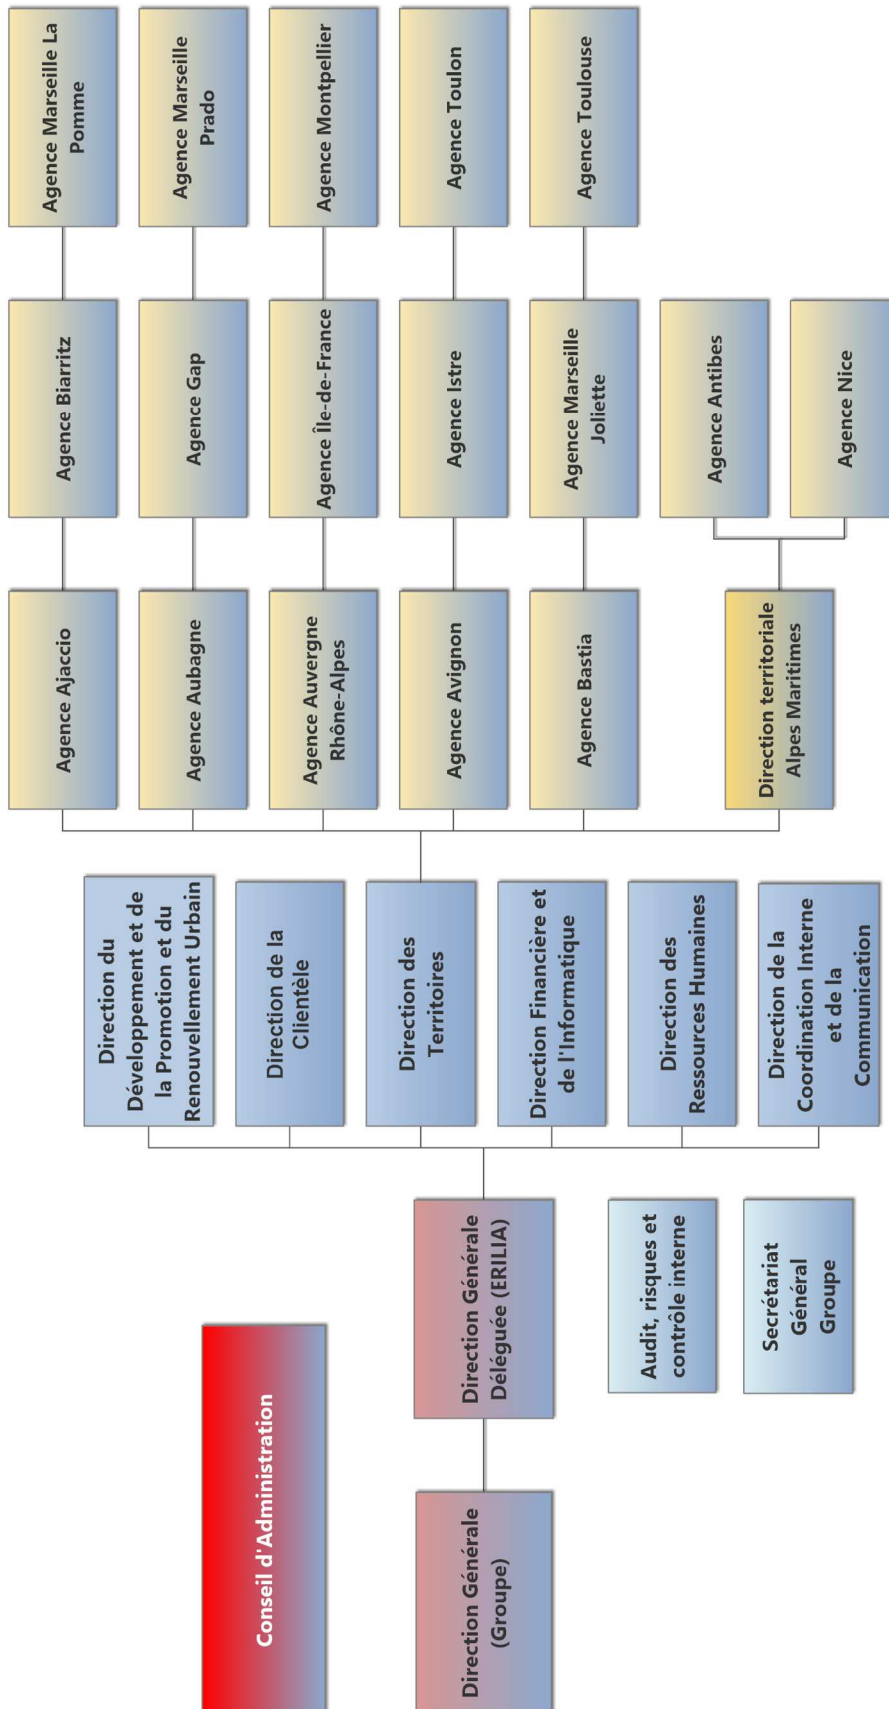 Conseil d'Administration
Direction Générale
(Groupe)
Direction Générale
Déléguée (ERILIA)
Audit, risques et
contrôle interne
Secrétariat
Général
Groupe
Direction du
Développement et de
la Promotion et du
Renouvellement Urbain
Direction de la
Clientèle
Direction des
Territoires
Direction Financière et
de l'Informatique
Direction des
Ressources Humaines
Direction de la
Coordination Interne
et de la
Communication
Agence Ajaccio
Agence Aubagne
Agence Auvergne
Rhône-Alpes
Agence Avignon
Agence Bastia
Direction territoriale
Alpes Maritimes
Agence Biarritz
Agence Gap
Agence Île-de-France
Agence Istre
Agence Marseille
Joliette
Agence Antibes
Agence Nice
Agence Marseille La
Pomme
Agence Marseille
Prado
Agence Montpellier
Agence Toulon
Agence Toulouse